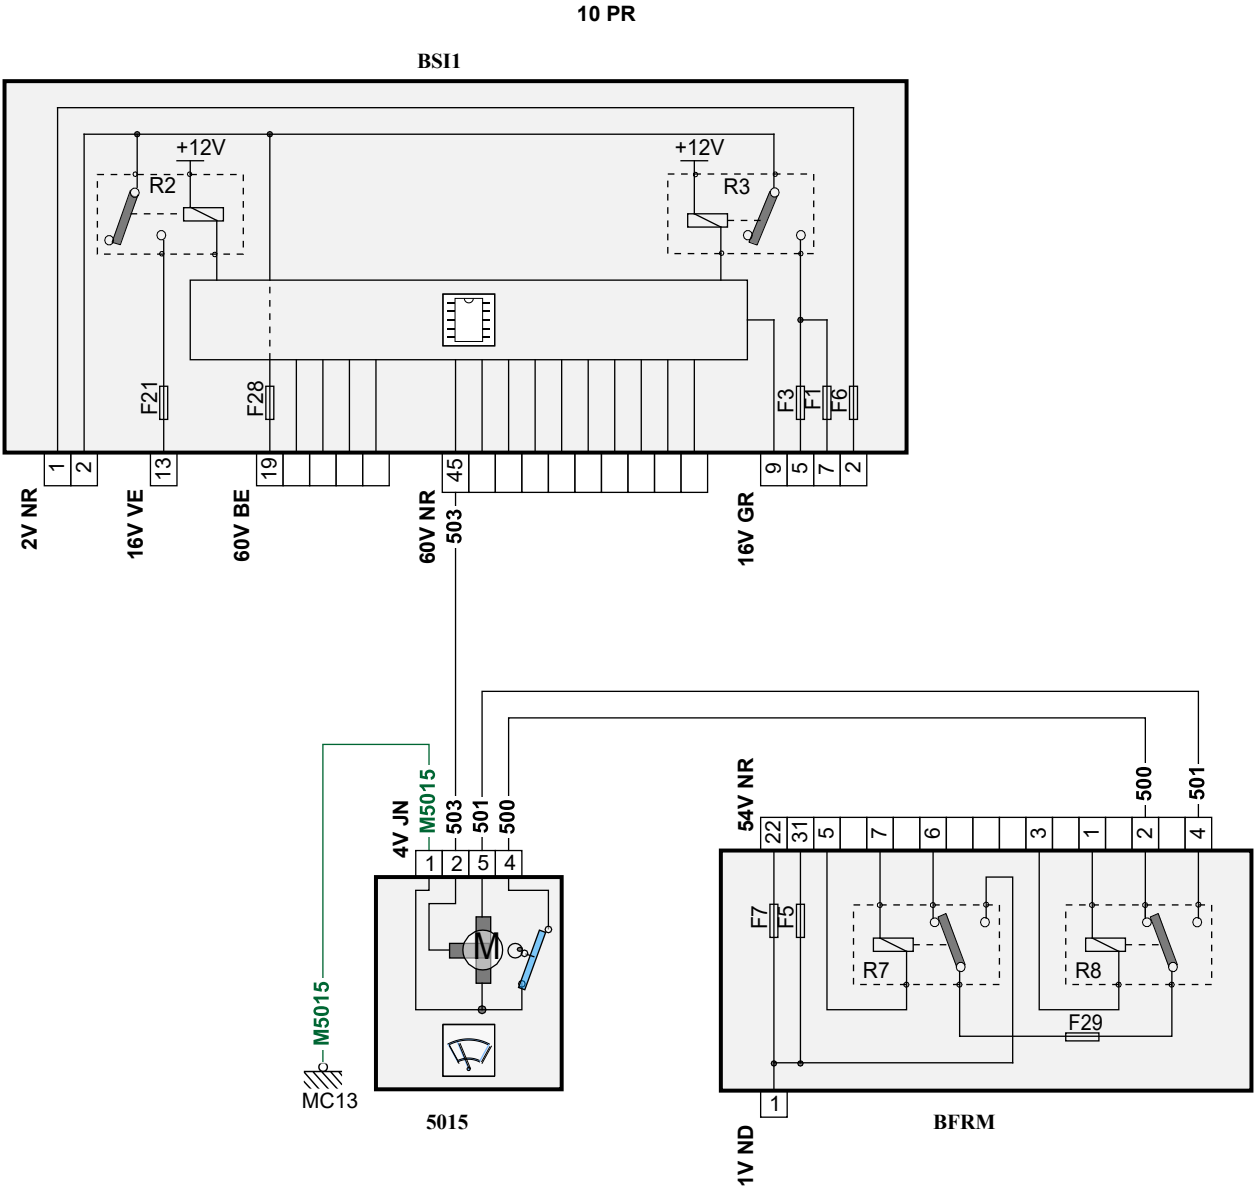 10 PR
BSI1
+12V
+12V
R2
R3
F21
F28
F3
F1
F6
1
2
13
19
45
9
5
7
2
2V NR
16V VE
60V BE
60V NR
503
16V GR
54V NR
500
501
4V JN
M5015
503
501
500
22
31
5
7
6
3
1
2
4
1
2
5
4
F7
F5
M
R7
R8
M5015
F29
MC13
1
5015
BFRM
1V ND